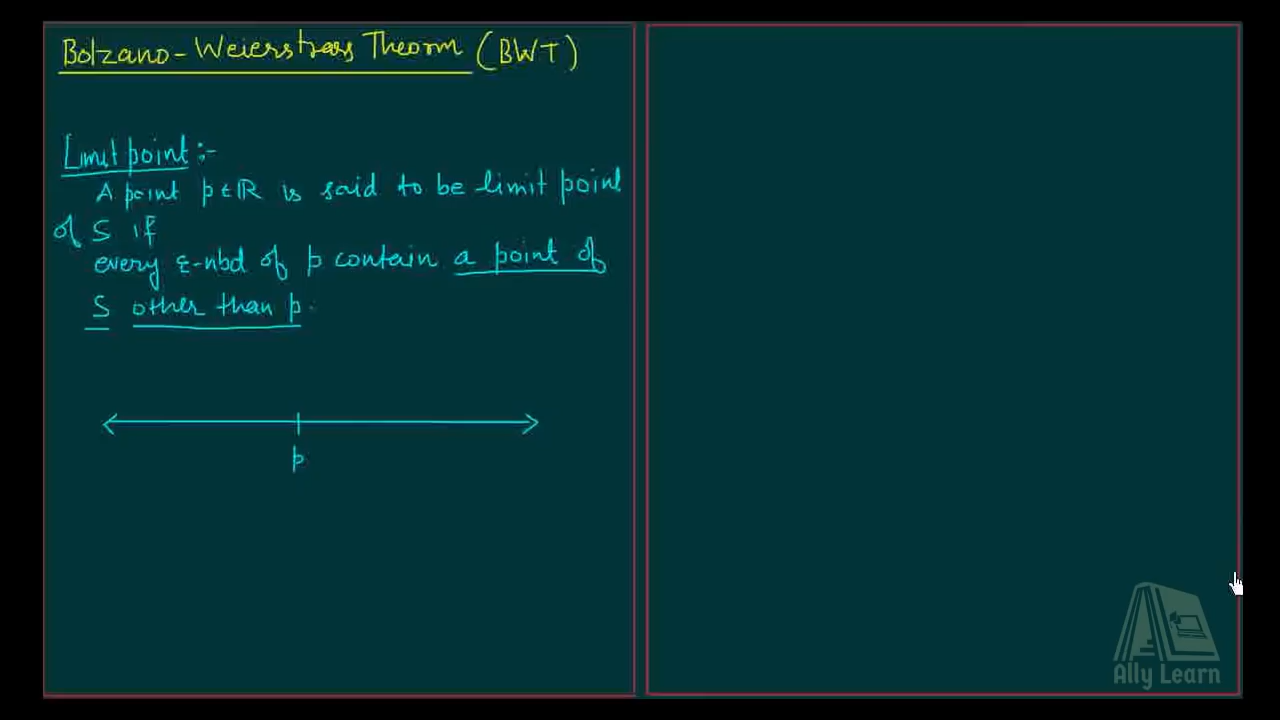 Bolzano-Weierstrass Theorm (BWT)
Limit point :-
A point p ∈ ℝ is said to be limit point
of S if
every ε-nbd of p contain a point of
S other than p.
p
Ally Learn